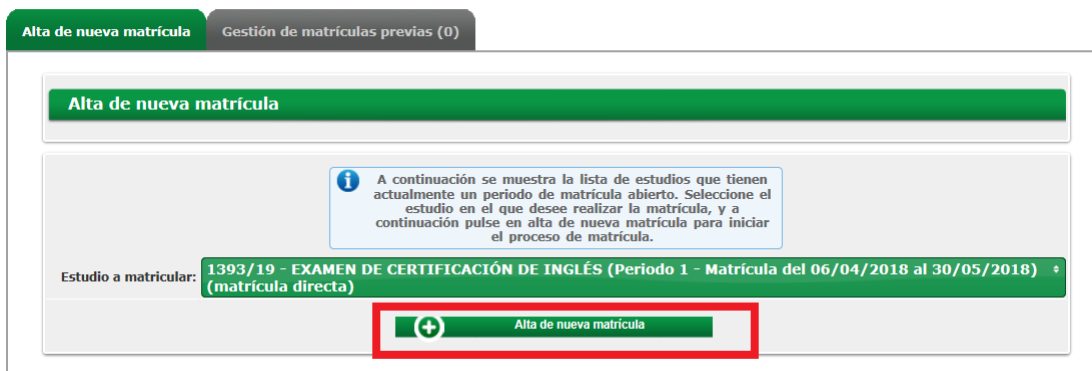 Alta de nueva matrícula
Gestión de matrículas previas (0)
Alta de nueva matrícula
A continuación se muestra la lista de estudios que tienen
actualmente un periodo de matrícula abierto. Seleccione el
estudio en el que desee realizar la matrícula, y a
continuación pulse en alta de nueva matrícula para iniciar
el proceso de matrícula.
Estudio a matricular:
1393/19 - EXAMEN DE CERTIFICACIÓN DE INGLÉS (Periodo 1 - Matrícula del 06/04/2018 al 30/05/2018)
(matrícula directa)
Alta de nueva matrícula